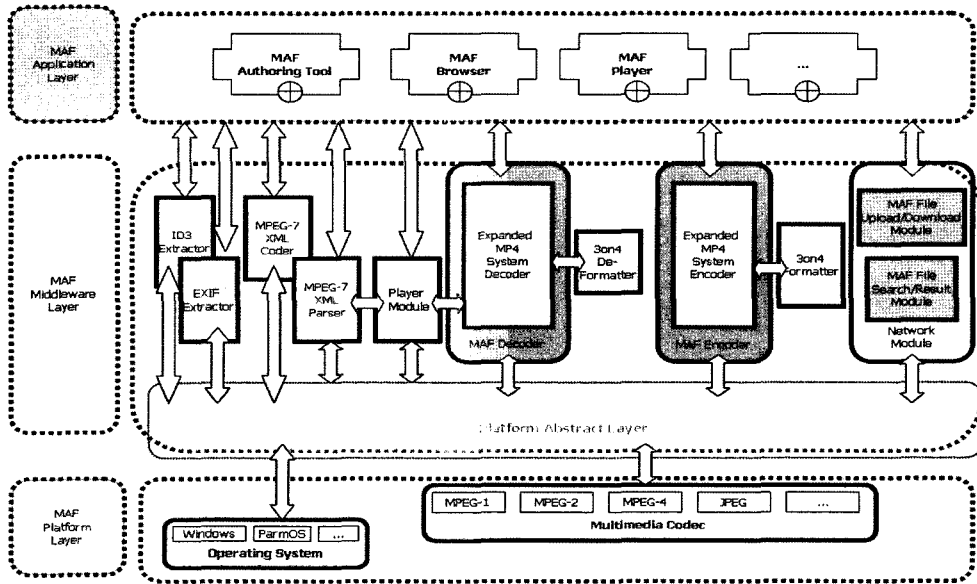 MAF
Application
Layer
MAF
Authoring Tool
MAF
Browser
MAF
Player
...
MAF
Middleware
Layer
ID3
Extractor
EXIF
Extractor
MPEG-7
XML
Coder
MPEG-7
XML
Parser
Player
Module
Expanded
MP4
System
Decoder
MAF Decoder
3on4
De-
Formatter
Expanded
MP4
System
Encoder
MAF Encoder
3on4
Formatter
MAF File
Upload/Download
Module
MAF File
Search/Result
Module
Network
Module
Platform Abstract Layer
MAF
Platform
Layer
Windows
ParmOS
...
Operating System
MPEG-1
MPEG-2
MPEG-4
JPEG
...
Multimedia Codec